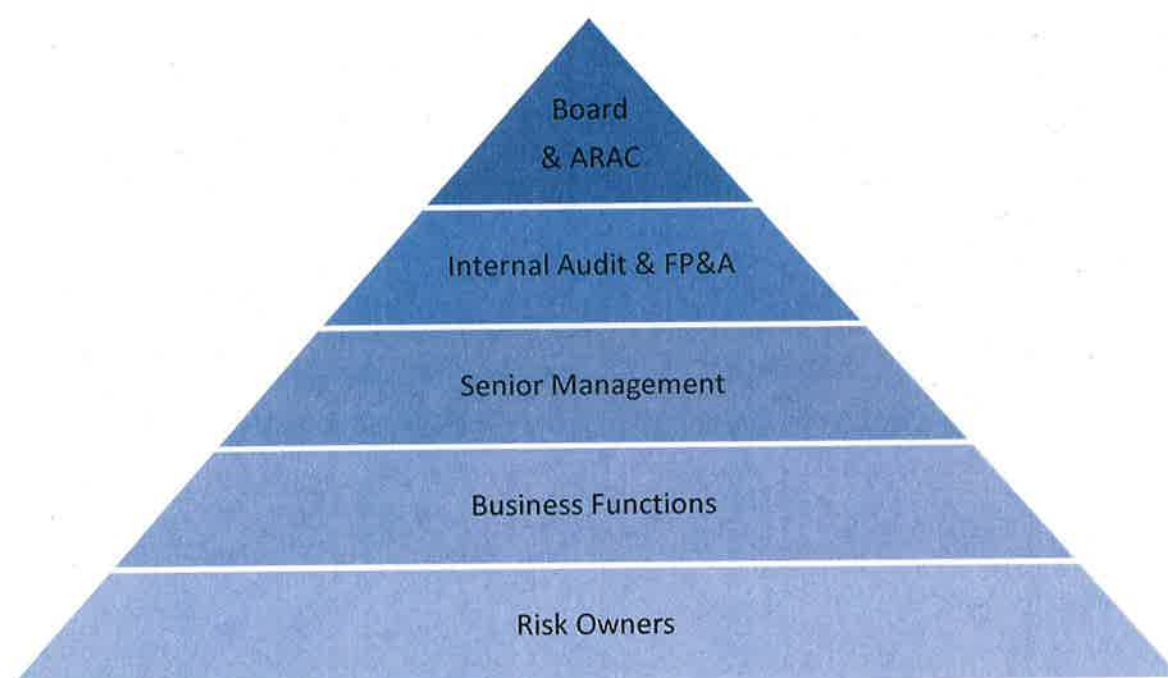 Board
& ARAC
Internal Audit & FP&A
Senior Management
Business Functions
Risk Owners